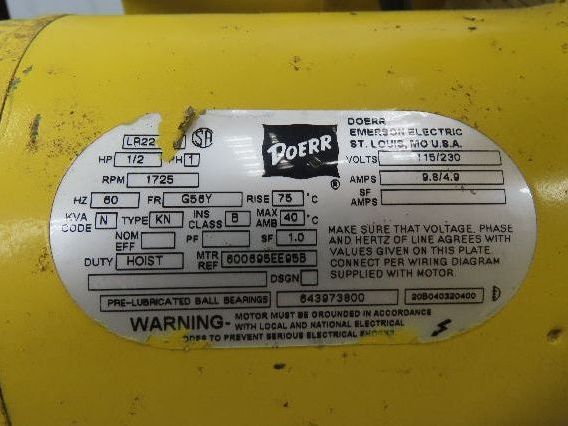 LR22
SA
DOERR
EMERSON ELECTRIC
ST. LOUIS, MO U.S.A.
HP 1/2 PH 1
DOERR ®
VOLTS 115/230
RPM 1725
AMPS 9.8/4.9
HZ 60 FR G56Y RISE 75 °C
SF AMPS
KVA CODE N TYPE KN INS CLASS B MAX AMB 40 °C
NOM EFF PF SF 1.0
MAKE SURE THAT VOLTAGE, PHASE
AND HERTZ OF LINE AGREES WITH
VALUES GIVEN ON THIS PLATE.
CONNECT PER WIRING DIAGRAM
SUPPLIED WITH MOTOR
DUTY HOIST MTR REF 600695EE95B
DSGN
PRE-LUBRICATED BALL BEARINGS 643973800 20B040320400
WARNING- MOTOR MUST BE GROUNDED IN ACCORDANCE
WITH LOCAL AND NATIONAL ELECTRICAL
TO PREVENT SERIOUS ELECTRICAL